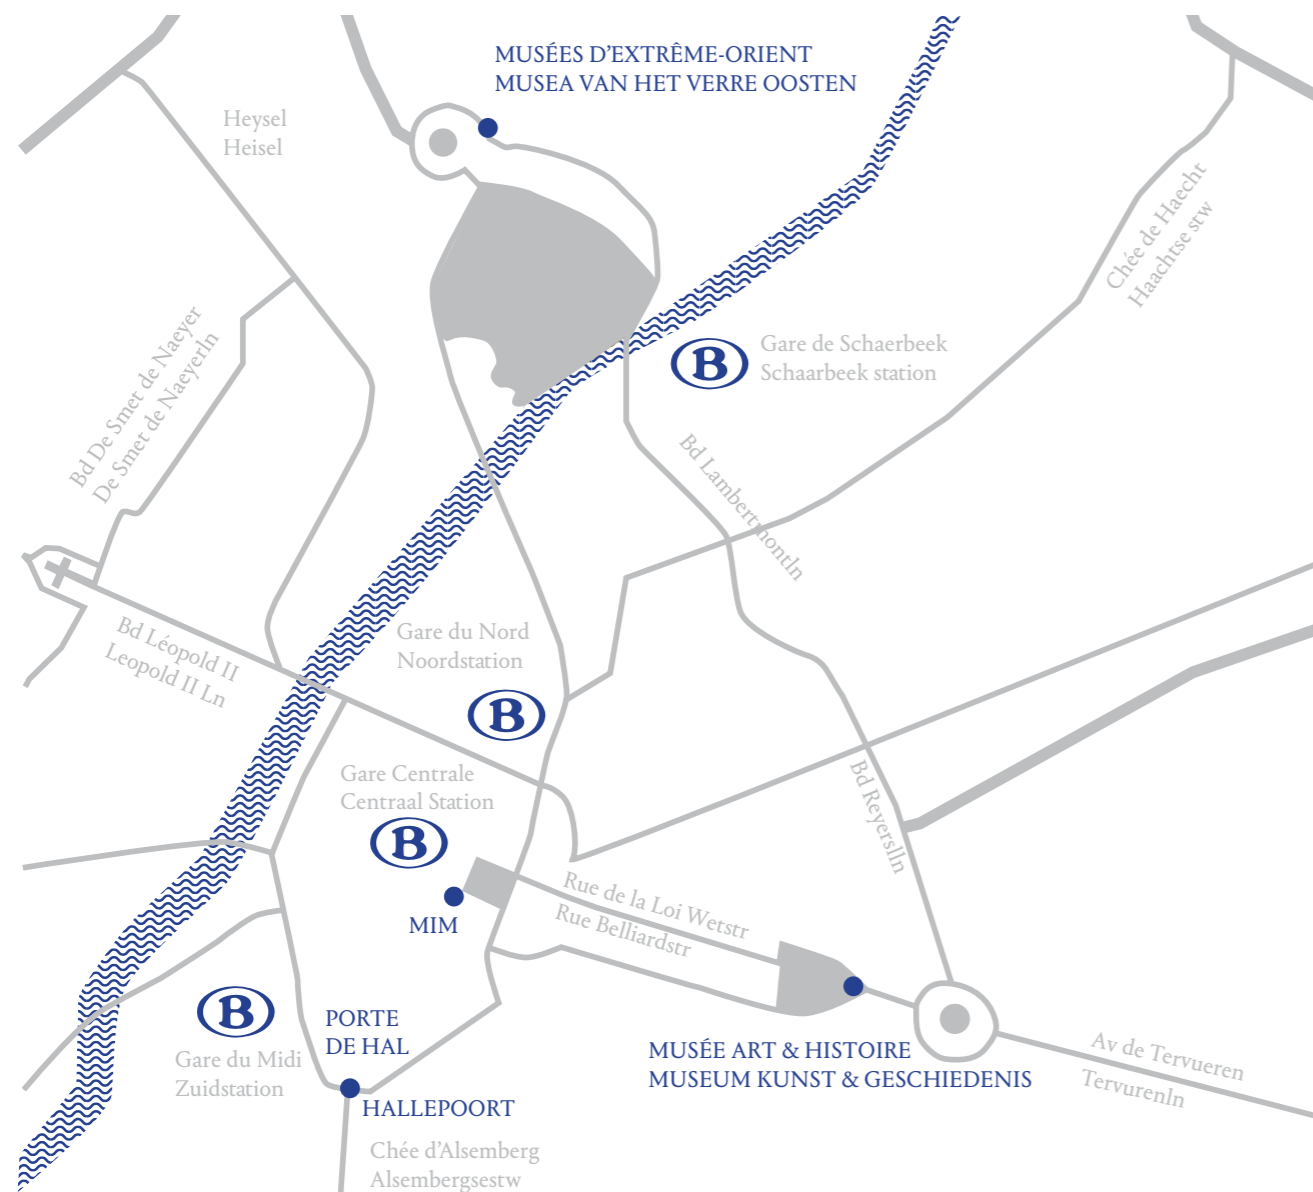 MUSÉES D’EXTRÊME-ORIENT
MUSEA VAN HET VERRE OOSTEN
Heysel
Heisel
Chée de Haecht
Haachtse stw
Bd De Smet de Naeyer
De Smet de Naeyerln
B
Gare de Schaerbeek
Schaarbeek station
Bd Lambertmontln
Bd Léopold II
Leopold II Ln
Gare du Nord
Noordstation
B
Gare Centrale
Centraal Station
B
Bd Reyerslln
MIM
Rue de la Loi Wetstr
Rue Belliardstr
B
Gare du Midi
Zuidstation
PORTE
DE HAL
HALLEPOORT
MUSÉE ART & HISTOIRE
MUSEUM KUNST & GESCHIEDENIS
Av de Tervueren
Tervurenln
Chée d’Alsemberg
Alsembergsestw